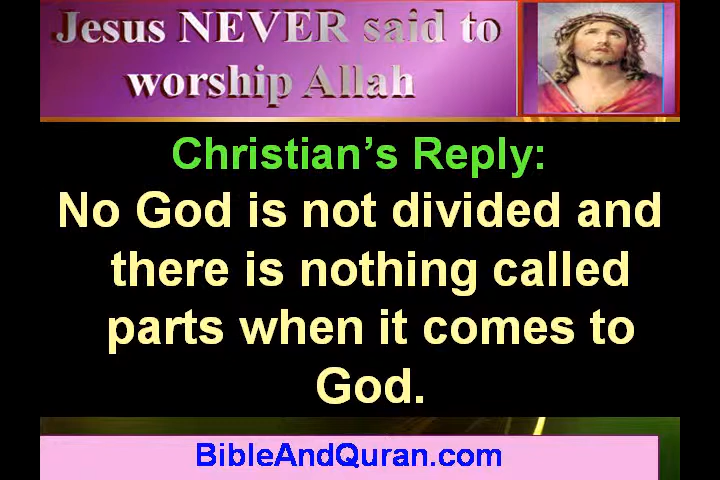 Jesus NEVER said to
worship Allah
Christian's Reply:
No God is not divided and
there is nothing called
parts when it comes to
God.
BibleAndQuran.com